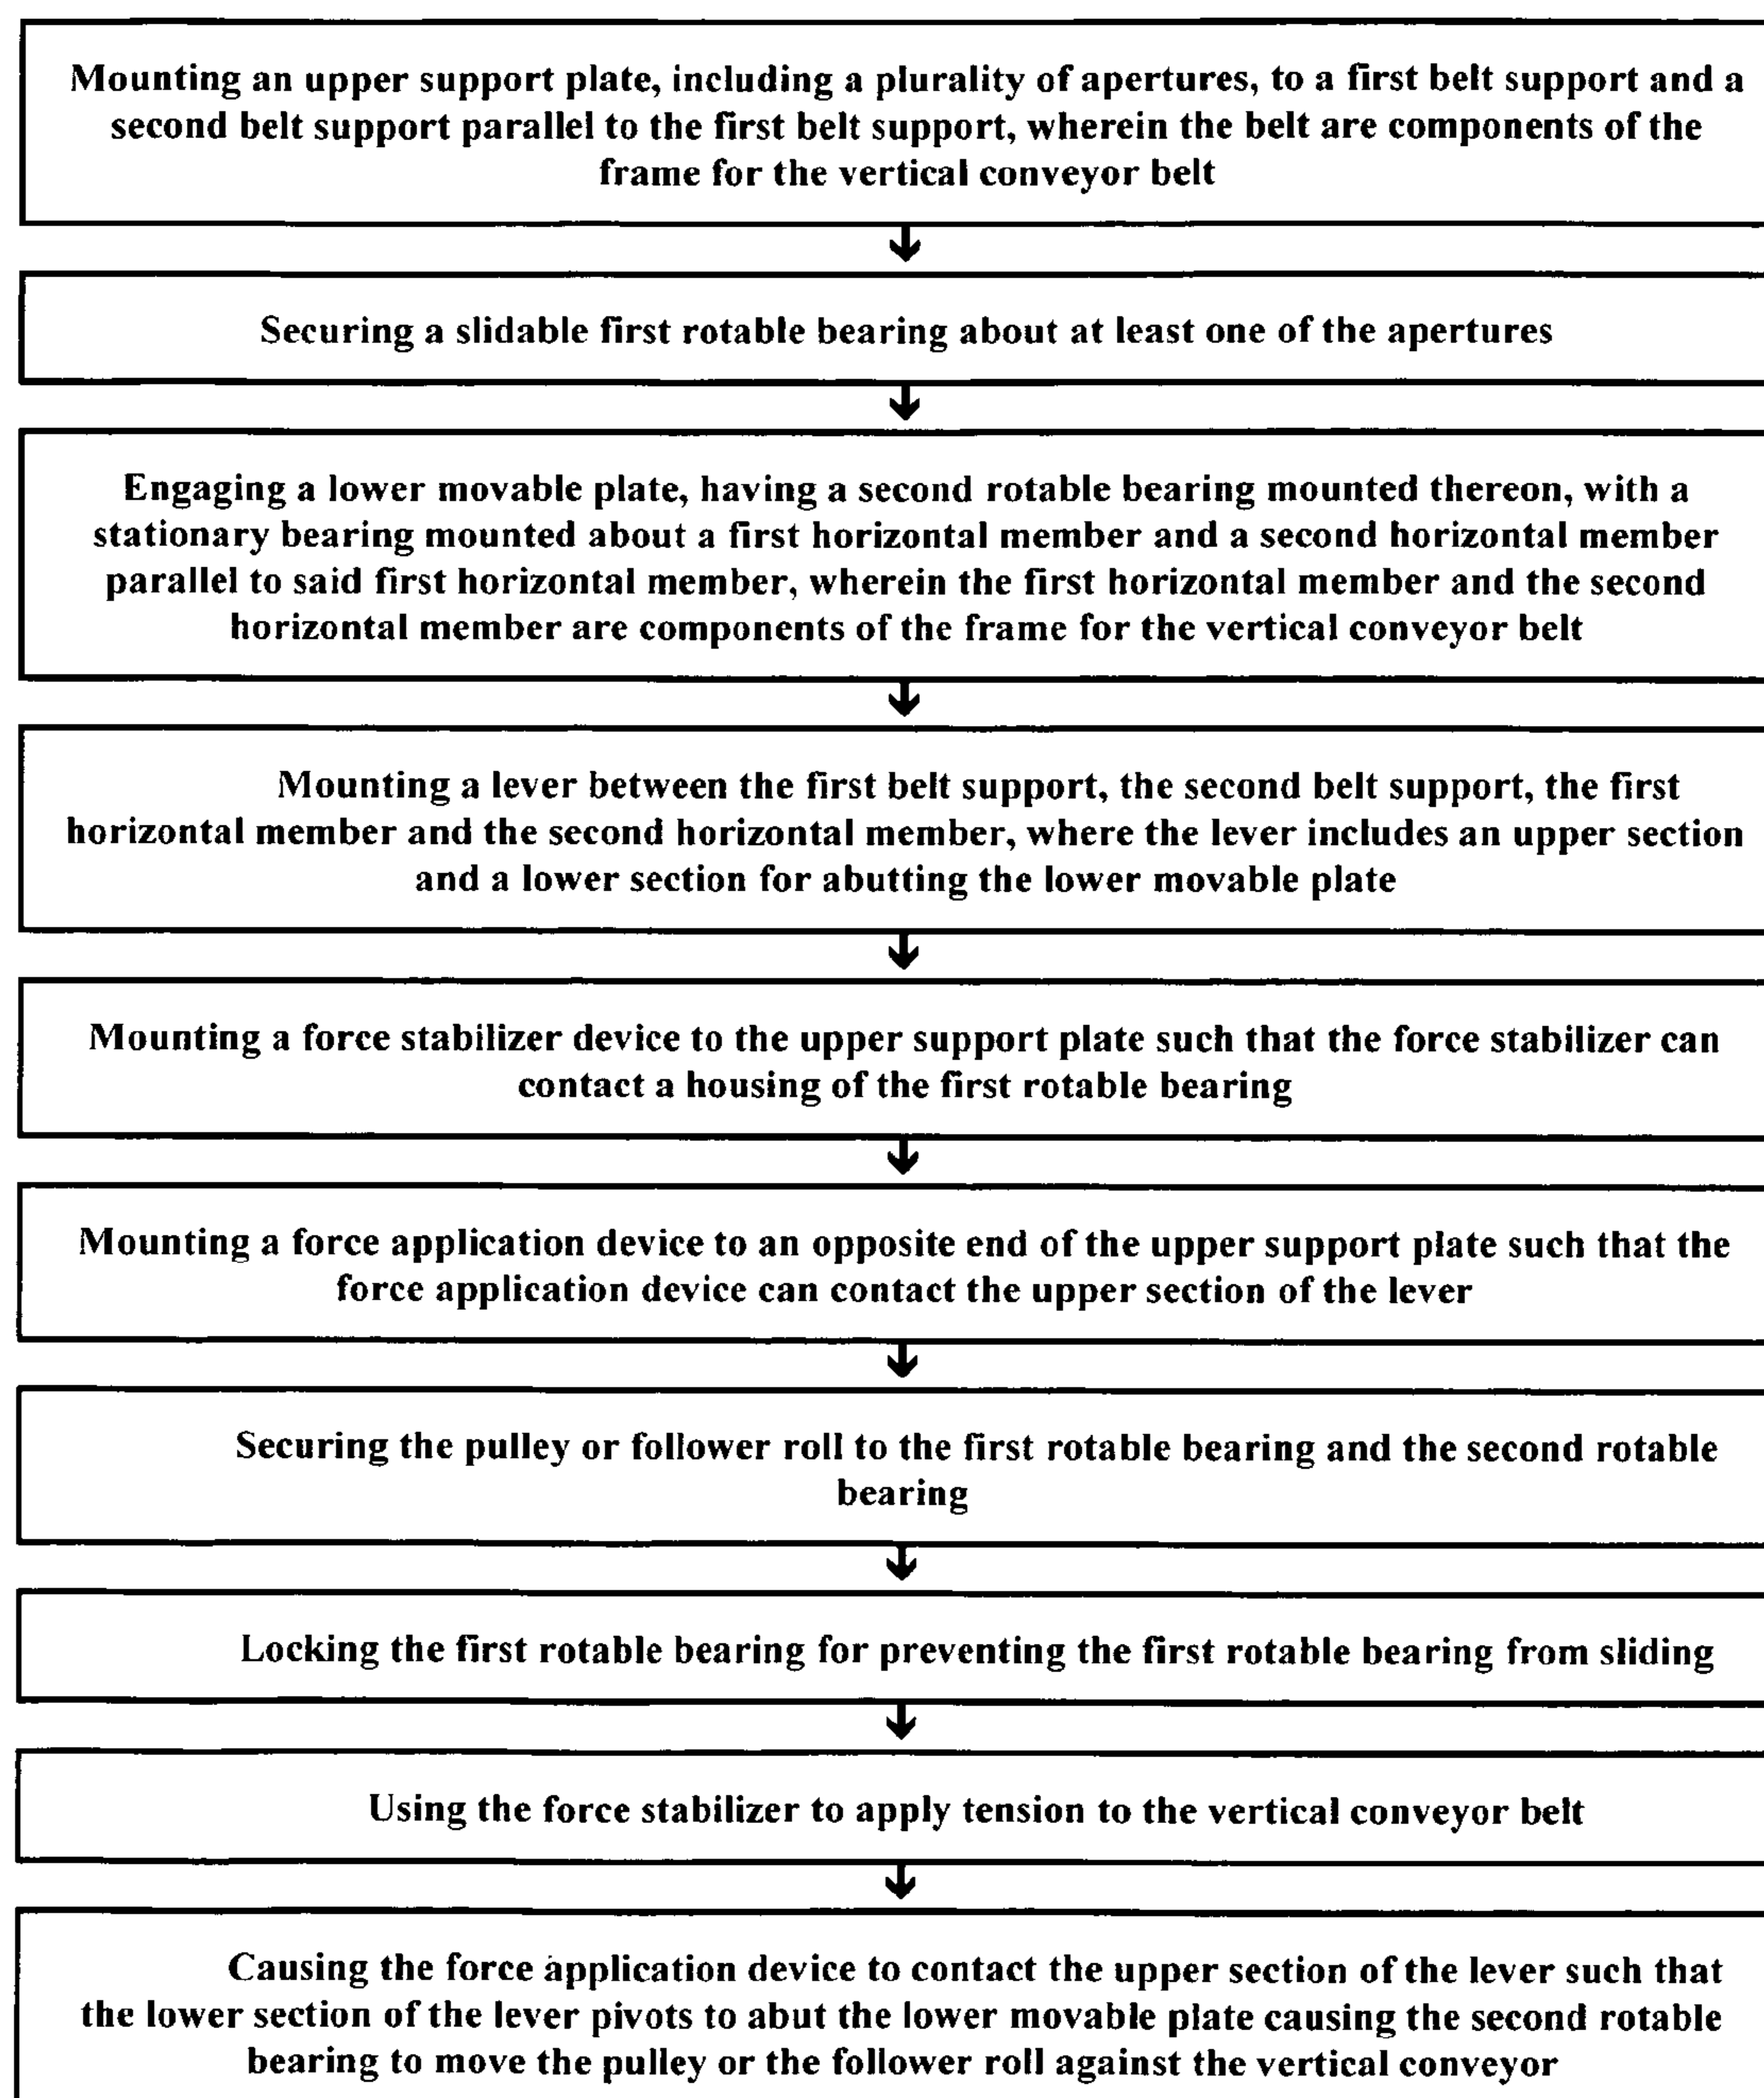 Mounting an upper support plate, including a plurality of apertures, to a first belt support and a
second belt support parallel to the first belt support, wherein the belt are components of the
frame for the vertical conveyor belt
Securing a slidable first rotable bearing about at least one of the apertures
Engaging a lower movable plate, having a second rotable bearing mounted thereon, with a
stationary bearing mounted about a first horizontal member and a second horizontal member
parallel to said first horizontal member, wherein the first horizontal member and the second
horizontal member are components of the frame for the vertical conveyor belt
Mounting a lever between the first belt support, the second belt support, the first
horizontal member and the second horizontal member, where the lever includes an upper section
and a lower section for abutting the lower movable plate
Mounting a force stabilizer device to the upper support plate such that the force stabilizer can
contact a housing of the first rotable bearing
Mounting a force application device to an opposite end of the upper support plate such that the
force application device can contact the upper section of the lever
Securing the pulley or follower roll to the first rotable bearing and the second rotable
bearing
Locking the first rotable bearing for preventing the first rotable bearing from sliding
Using the force stabilizer to apply tension to the vertical conveyor belt
Causing the force application device to contact the upper section of the lever such that
the lower section of the lever pivots to abut the lower movable plate causing the second rotable
bearing to move the pulley or the follower roll against the vertical conveyor